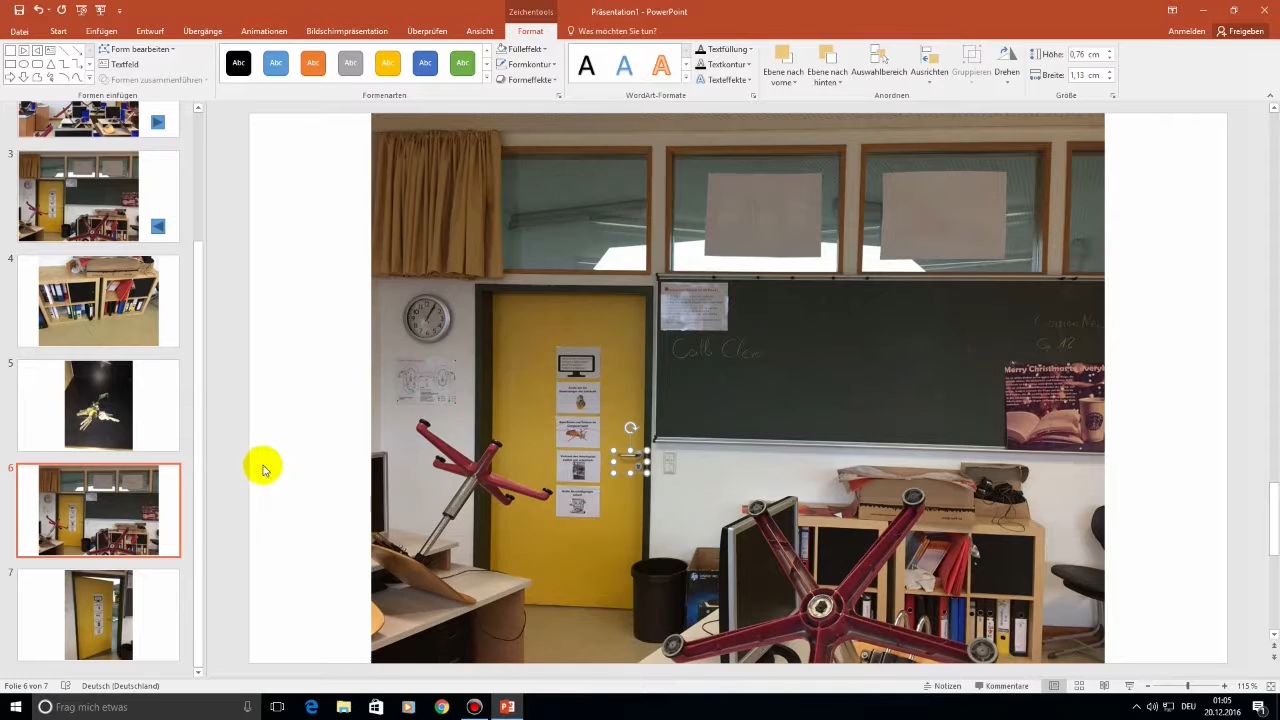 Zeichentools
Präsentation1 - PowerPoint
Datei
Start
Einfügen
Entwurf
Übergänge
Animationen
Bildschirmpräsentation
Überprüfen
Ansicht
Format
Was möchten Sie tun?
Anmelden
Freigeben
Form bearbeiten
Textfeld
Formen zusammenführen
Formen einfügen
Abc Abc Abc Abc Abc Abc Abc
Fülleffekt
Formkontur
Formeffekte
Formenarten
A A A
Textfüllung
Textkontur
Texteffekte
WordArt-Formate
Ebene nach vorne
Ebene nach hinten
Auswahlbereich
Ausrichten
Gruppieren
Drehen
Anordnen
Höhe: 0,76 cm
Breite: 1,13 cm
Größe
3
4
5
6
7
Merry Christmas
Folie 6 von 7
Deutsch (Deutschland)
Notizen
Kommentare
115 %
Frag mich etwas
DEU
01:05
20.12.2016